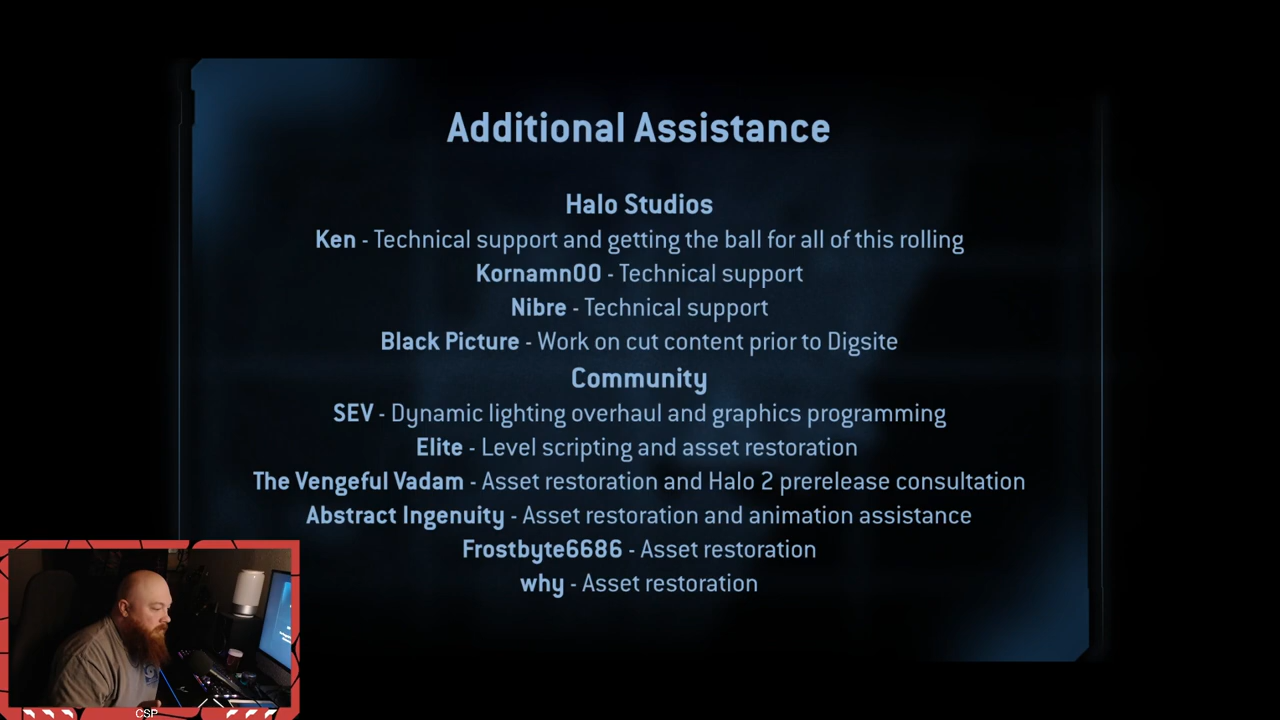 Additional Assistance
Halo Studios
Ken - Technical support and getting the ball for all of this rolling
Kornamn00 - Technical support
Nibre - Technical support
Black Picture - Work on cut content prior to Digsite
Community
SEV - Dynamic lighting overhaul and graphics programming
Elite - Level scripting and asset restoration
The Vengeful Vadam - Asset restoration and Halo 2 prerelease consultation
Abstract Ingenuity - Asset restoration and animation assistance
Frostbyte6686 - Asset restoration
why - Asset restoration
CSP